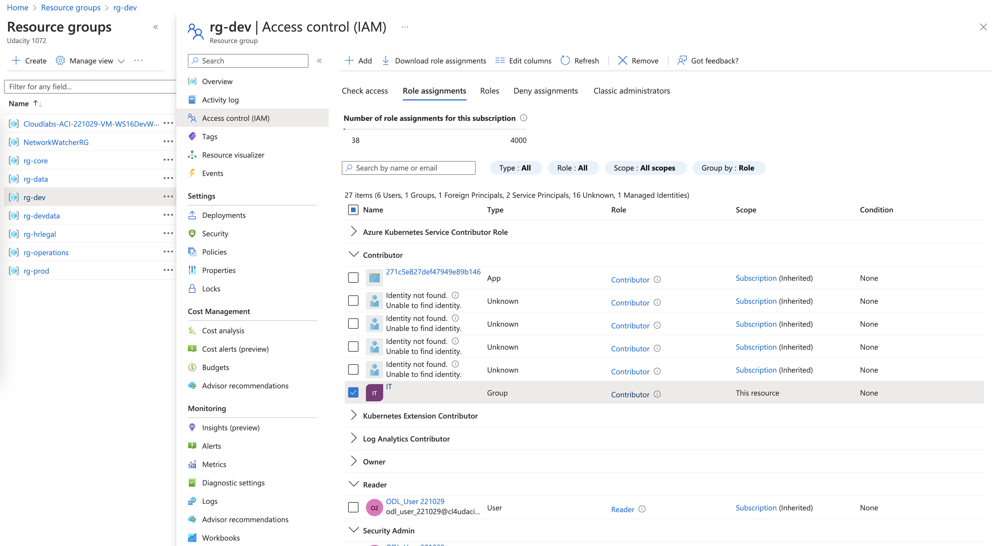 Home > Resource groups > rg-dev
Resource groups
Udacity 1072
Create
Manage view
Filter for any field...
Name
Cloudlabs-ACI-221029-VM-WS16DevW...
NetworkWatcherRG
rg-core
rg-data
rg-dev
rg-devdata
rg-hrlegal
rg-operations
rg-prod
rg-dev | Access control (IAM)
Resource group
Search
Overview
Activity log
Access control (IAM)
Tags
Resource visualizer
Events
Settings
Deployments
Security
Policies
Properties
Locks
Cost Management
Cost analysis
Cost alerts (preview)
Budgets
Advisor recommendations
Monitoring
Insights (preview)
Alerts
Metrics
Diagnostic settings
Logs
Advisor recommendations
Workbooks
Add Download role assignments Edit columns Refresh Remove Got feedback?
Check access Role assignments Roles Deny assignments Classic administrators
Number of role assignments for this subscription
38 4000
Search by name or email Type : All Role : All Scope : All scopes Group by : Role
27 items (6 Users, 1 Groups, 1 Foreign Principals, 2 Service Principals, 16 Unknown, 1 Managed Identities)
Name Type Role Scope Condition
Azure Kubernetes Service Contributor Role
Contributor
271c5e827def47949e89b146 App Contributor Subscription (Inherited) None
Identity not found.
Unable to find identity. Unknown Contributor Subscription (Inherited) None
Identity not found.
Unable to find identity. Unknown Contributor Subscription (Inherited) None
Identity not found.
Unable to find identity. Unknown Contributor Subscription (Inherited) None
Identity not found.
Unable to find identity. Unknown Contributor Subscription (Inherited) None
IT IT Group Contributor This resource None
Kubernetes Extension Contributor
Log Analytics Contributor
Owner
Reader
O2 ODL_User 221029
odl_user_221029@cl4udaci... User Reader Subscription (Inherited) None
Security Admin